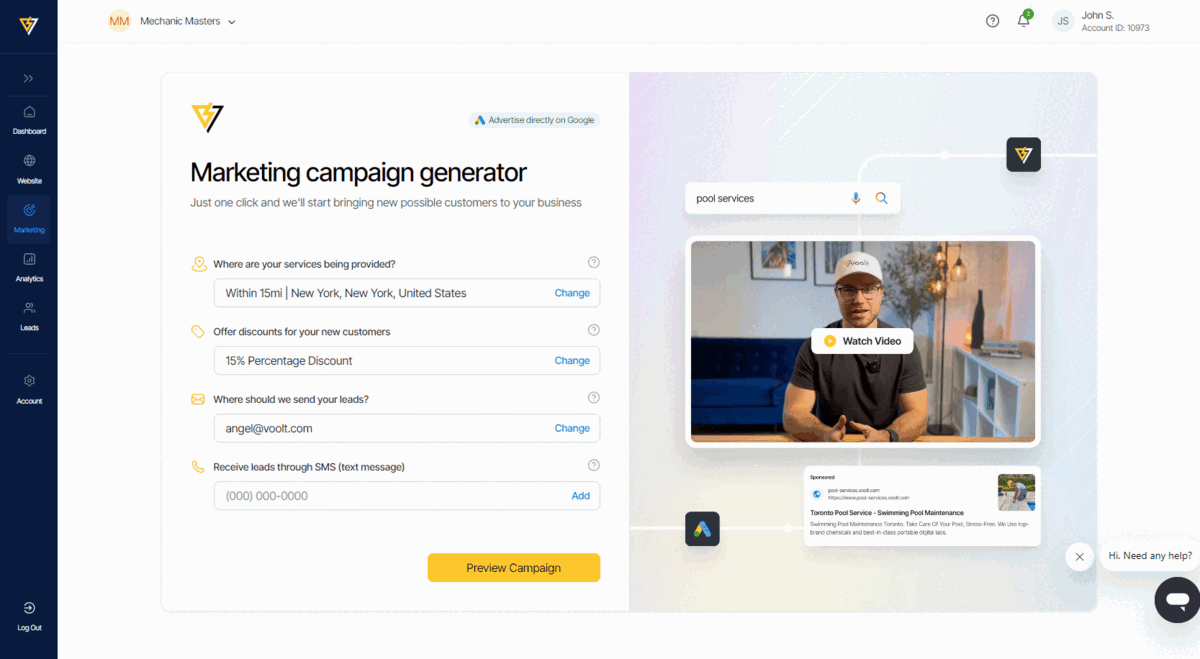 MM Mechanic Masters
2
JS John S.
Account ID: 10973
Dashboard
Website
Marketing
Analytics
Leads
Account
Log Out
Advertise directly on Google
Marketing campaign generator
Just one click and we'll start bringing new possible customers to your business
Where are your services being provided?
Within 15mi | New York, New York, United States Change
Offer discounts for your new customers
15% Percentage Discount Change
Where should we send your leads?
angel@voolt.com Change
Receive leads through SMS (text message)
(000) 000-0000 Add
Preview Campaign
pool services
voolt
Watch Video
Sponsored
pool-services.voolt.com
https://www.pool-services.voolt.com
Toronto Pool Service - Swimming Pool Maintenance
Swimming Pool Maintenance Toronto. Take Care Of Your Pool, Stress-Free. We Use top-
brand chemicals and best-in-class portable digital labs.
Hi. Need any help?